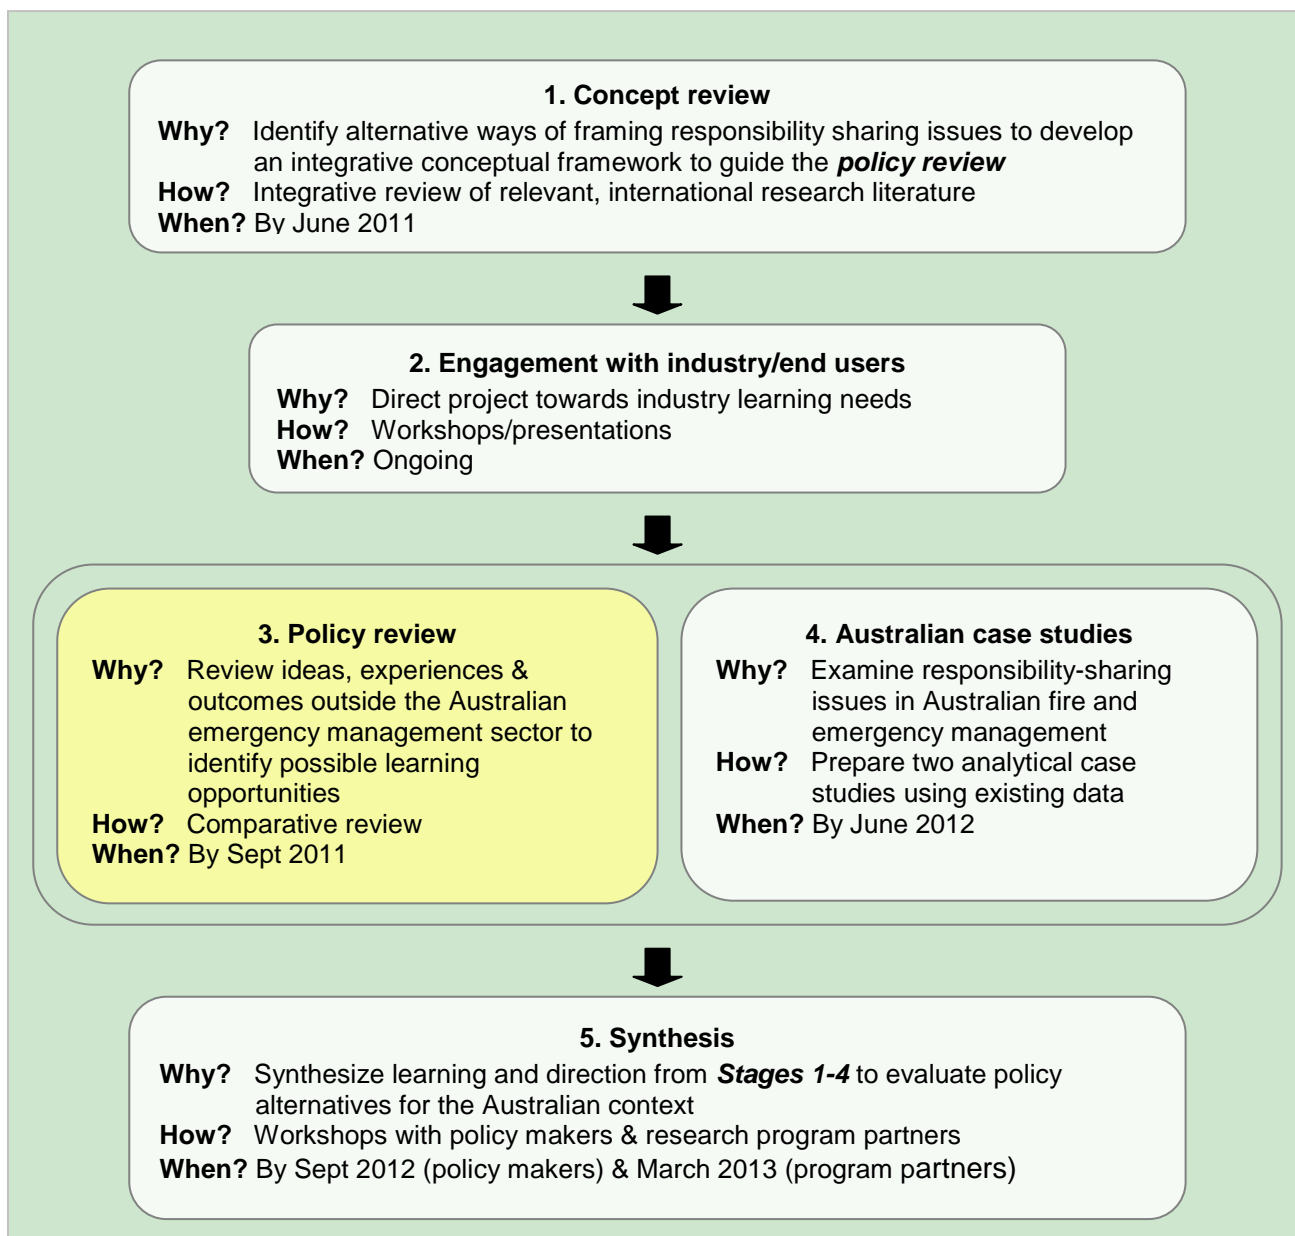 1. Concept review
Why? Identify alternative ways of framing responsibility sharing issues to develop
an integrative conceptual framework to guide the policy review
How? Integrative review of relevant, international research literature
When? By June 2011
2. Engagement with industry/end users
Why? Direct project towards industry learning needs
How? Workshops/presentations
When? Ongoing
3. Policy review
Why? Review ideas, experiences &
outcomes outside the Australian
emergency management sector to
identify possible learning
opportunities
How? Comparative review
When? By Sept 2011
4. Australian case studies
Why? Examine responsibility-sharing
issues in Australian fire and
emergency management
How? Prepare two analytical case
studies using existing data
When? By June 2012
5. Synthesis
Why? Synthesize learning and direction from Stages 1-4 to evaluate policy
alternatives for the Australian context
How? Workshops with policy makers & research program partners
When? By Sept 2012 (policy makers) & March 2013 (program partners)